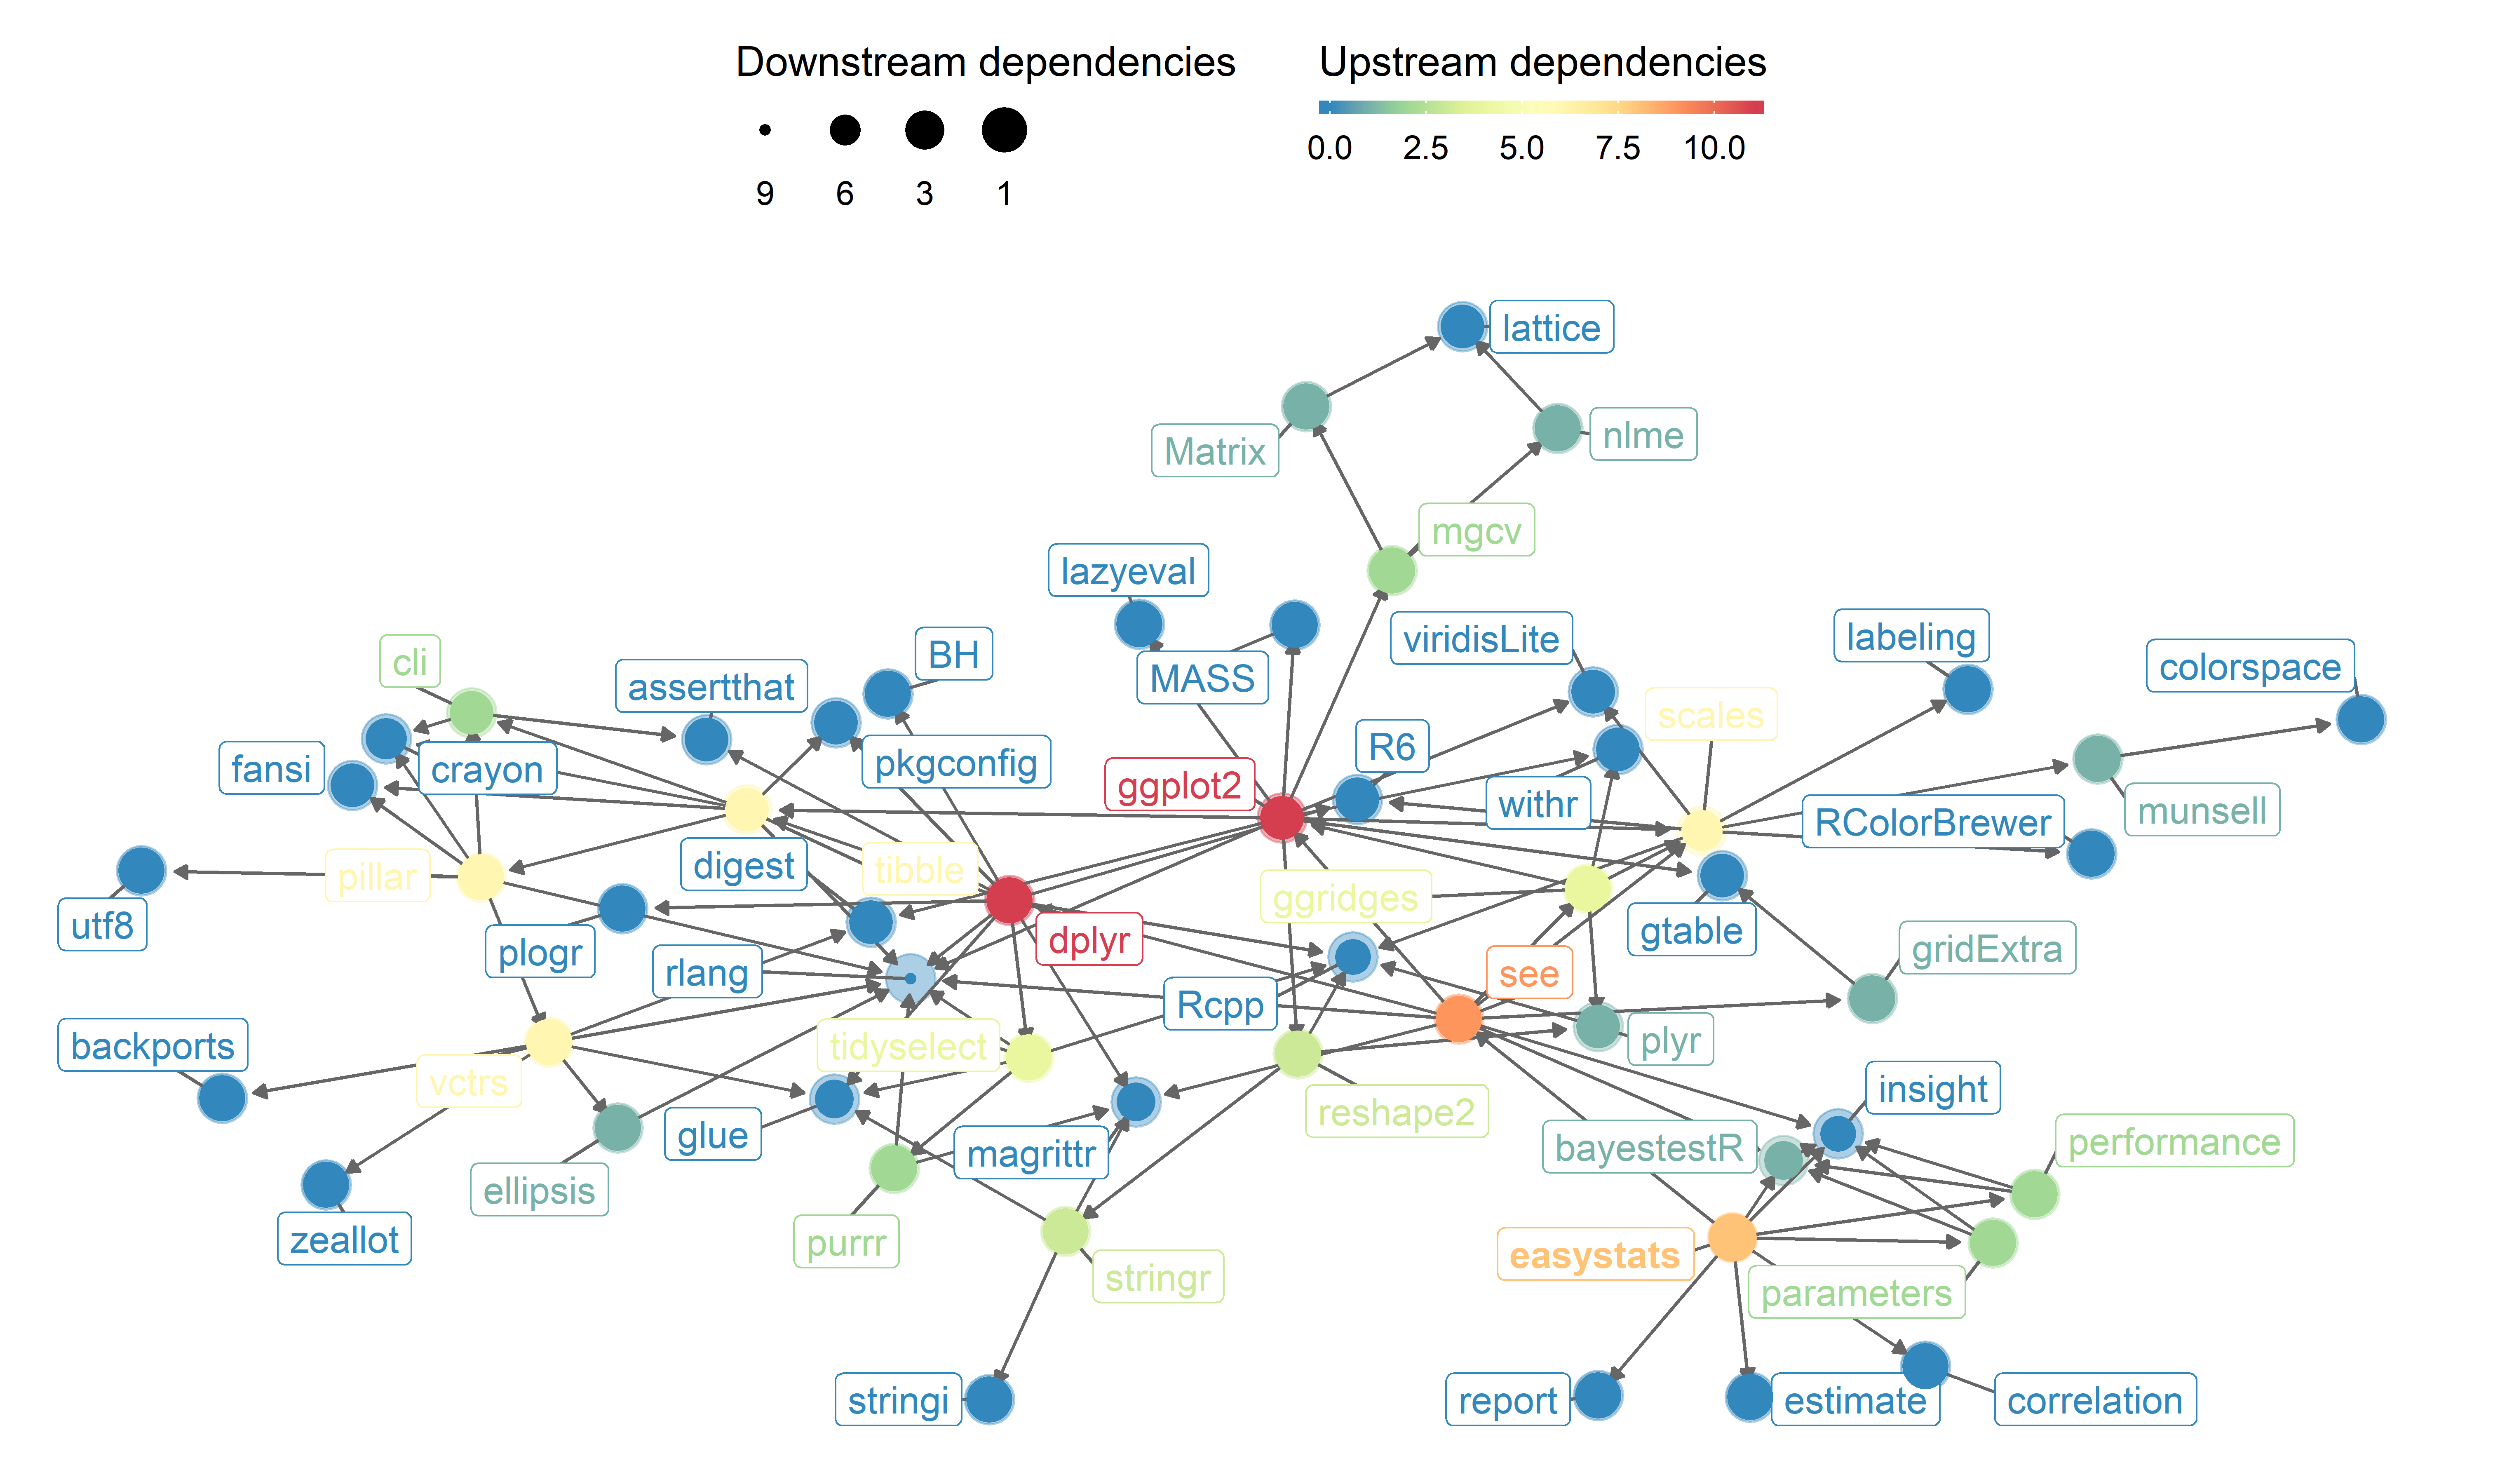 Downstream dependencies
9 6 3 1
Upstream dependencies
0.0 2.5 5.0 7.5 10.0
lattice
Matrix
nlme
mgcv
lazyeval
viridisLite
labeling
colorspace
cli
BH
assertthat
MASS
scales
fansi
crayon
pkgconfig
R6
ggplot2
withr
RColorBrewer
munsell
pillar
digest
tibble
ggridges
utf8
plogr
dplyr
gtable
gridExtra
rlang
see
Rcpp
backports
vctrs
tidyselect
plyr
insight
reshape2
glue
magrittr
bayestestR
performance
ellipsis
zeallot
purrr
easystats
stringr
parameters
stringi
report
estimate
correlation